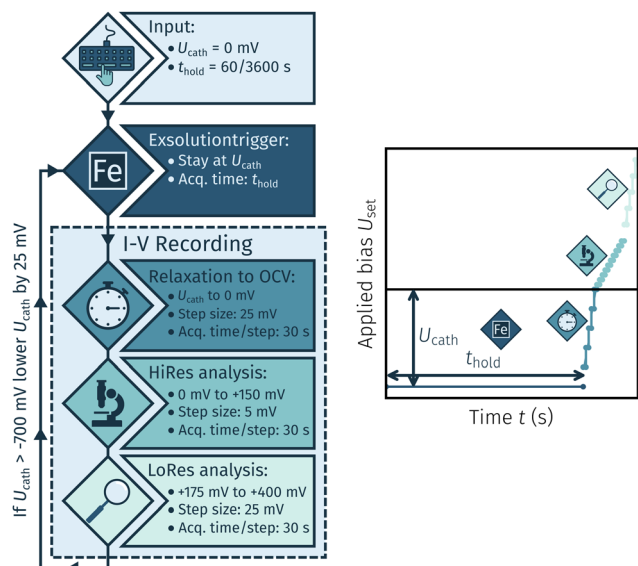 Input:
• U_cath = 0 mV
• t_hold = 60/3600 s
Exsolutiontrigger:
• Stay at U_cath
• Acq. time: t_hold
Fe
If U_cath > -700 mV lower U_cath by 25 mV
I-V Recording
Relaxation to OCV:
• U_cath to 0 mV
• Step size: 25 mV
• Acq. time/step: 30 s
HiRes analysis:
• 0 mV to +150 mV
• Step size: 5 mV
• Acq. time/step: 30 s
LoRes analysis:
• +175 mV to +400 mV
• Step size: 25 mV
• Acq. time/step: 30 s
Applied bias U_set
Fe
U_cath
t_hold
Time t (s)